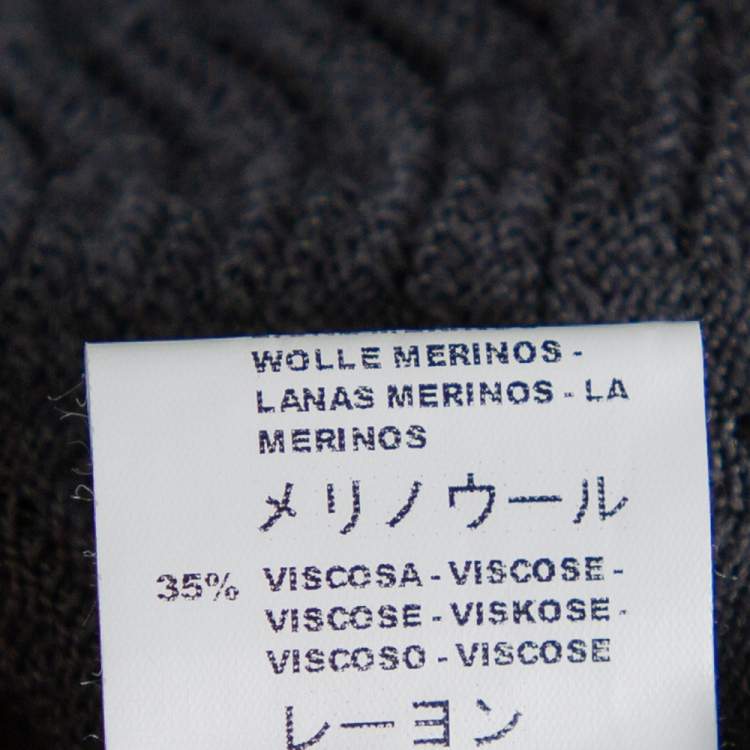 WOLLE MERINOS -
LANAS MERINOS - LA
MERINOS
メリノウール
35% VISCOSA - VISCOSE -
VISCOSE - VISKOSE -
VISCOSO - VISCOSE
レーヨン